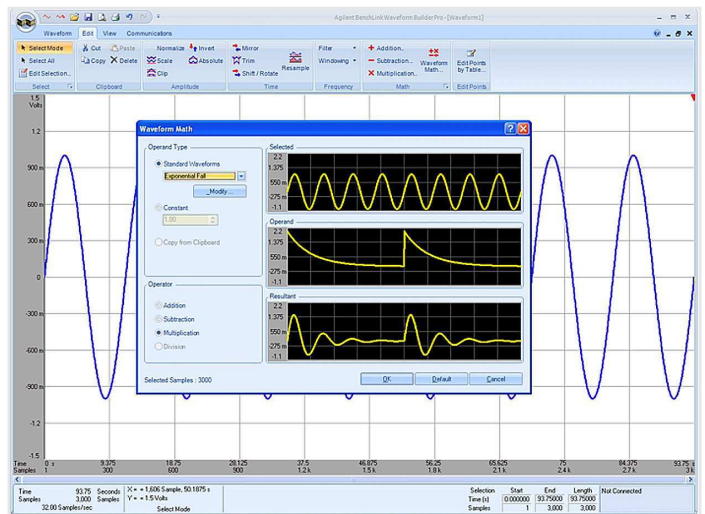 Agilent BenchLink Waveform Builder Pro - [Waveform1]
Waveform Edit View Communications
Select Mode Cut Paste Normalize Invert Mirror Filter Addition...
Select All Copy Delete Scale Absolute Trim Resample Windowing Subtraction... Waveform Math... Edit Points by Table...
Edit Selection... Clip Shift / Rotate Multiplication...
Select Clipboard Amplitude Time Frequency Math Edit Points
1.5
Volts
1.2
900 m
600 m
300 m
0
-300 m
-600 m
-900 m
-1.2
-1.5
Waveform Math
Operand Type
Standard Waveforms
Exponential Fall
Modify ...
Constant
1.00
Copy from Clipboard
Operator
Addition
Subtraction
Multiplication
Division
Selected Samples : 3000
Selected
2.2
1.375
550 m
-275 m
-1.1
Operand
2.2
1.375
550 m
-275 m
-1.1
Resultant
2.2
1.375
550 m
-275 m
-1.1
OK Default Cancel
Time 0 s 9.375 18.75 28.125 37.5 46.875 56.25 65.625 75 84.375 93.75 s
Samples 1 300 600 900 1.2 k 1.5 k 1.8 k 2.1 k 2.4 k 2.7 k 3 k
Time 93.75 Seconds X = + 1,606 Sample, 50.1875 s Selection Start End Length Not Connected
Samples 3,000 Samples Y = + 1.5 Volts Time (s) 0.000000 93.75000 93.75000
32.00 Samples/sec Select Mode Samples 1 3,000 3,000